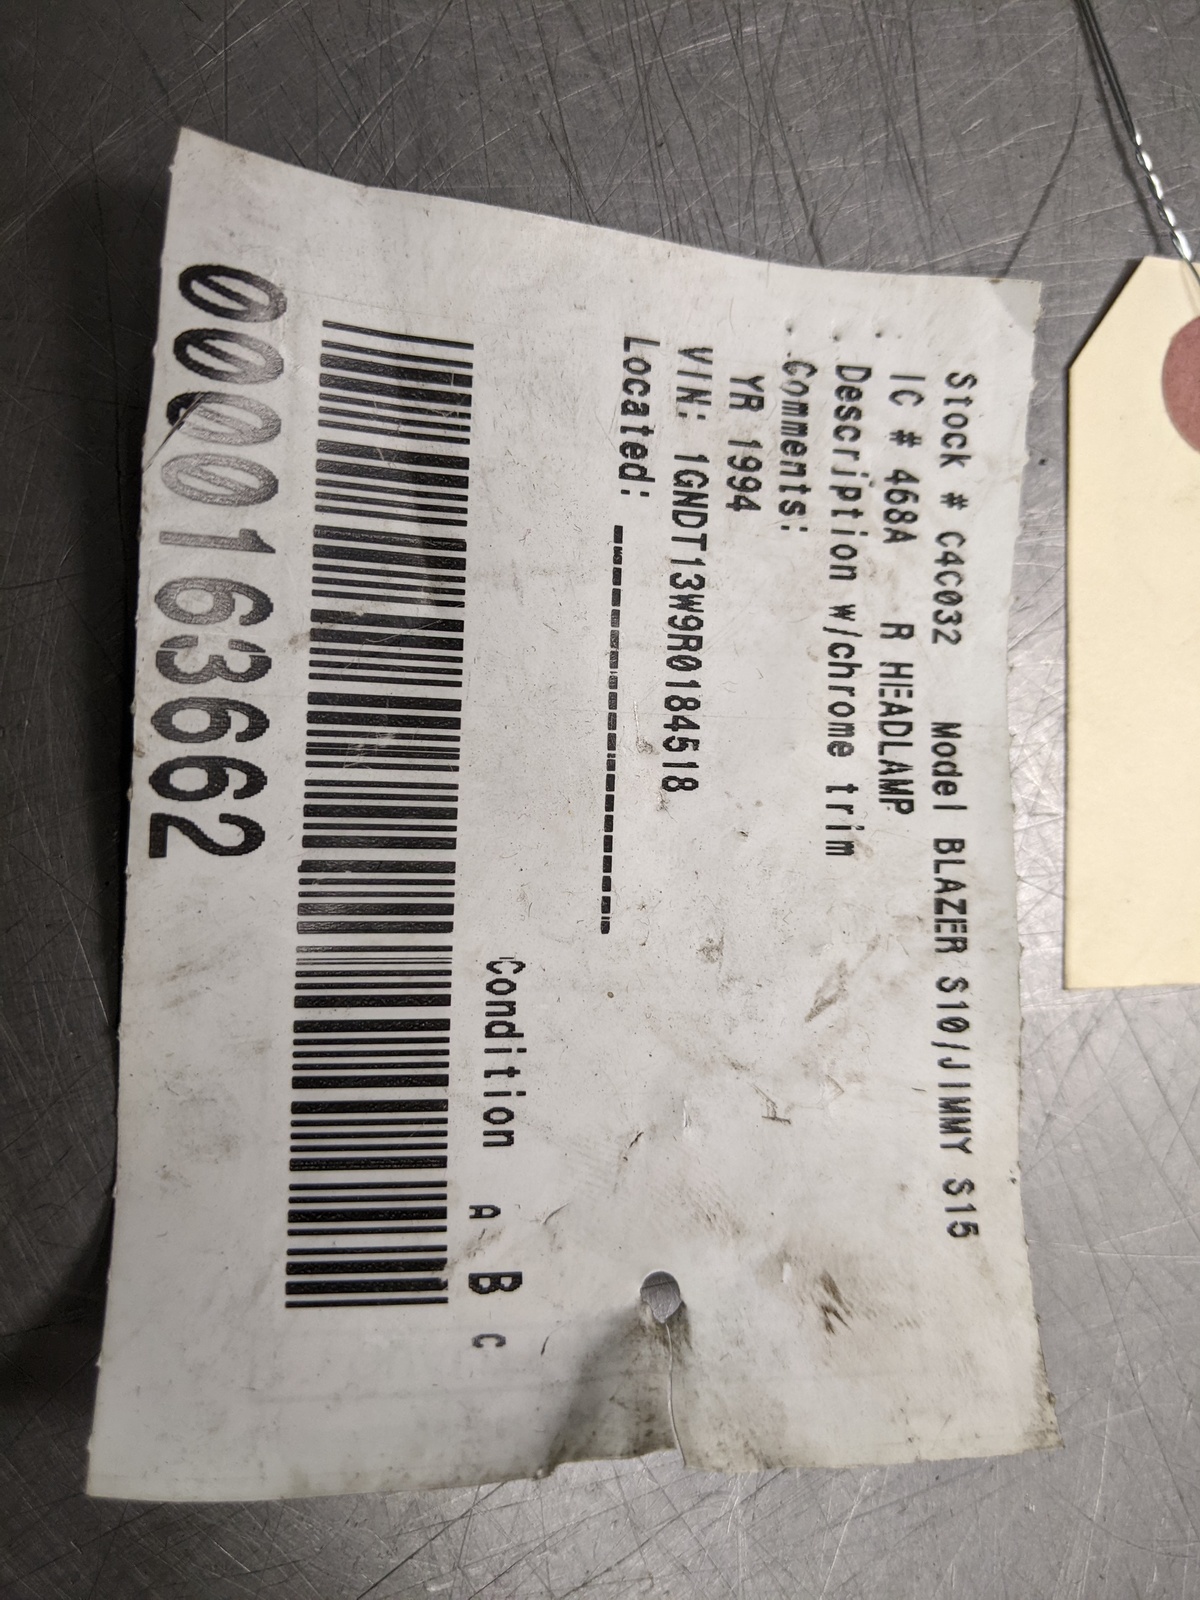 Stock # C4C032 Model BLAZER S10/JIMMY S15
IC # 468A R HEADLAMP
Description w/chrome trim
Comments:
YR 1994
VIN: 1GNDT13W9R0184518
Located: ------------------
Condition A B C
0000163662